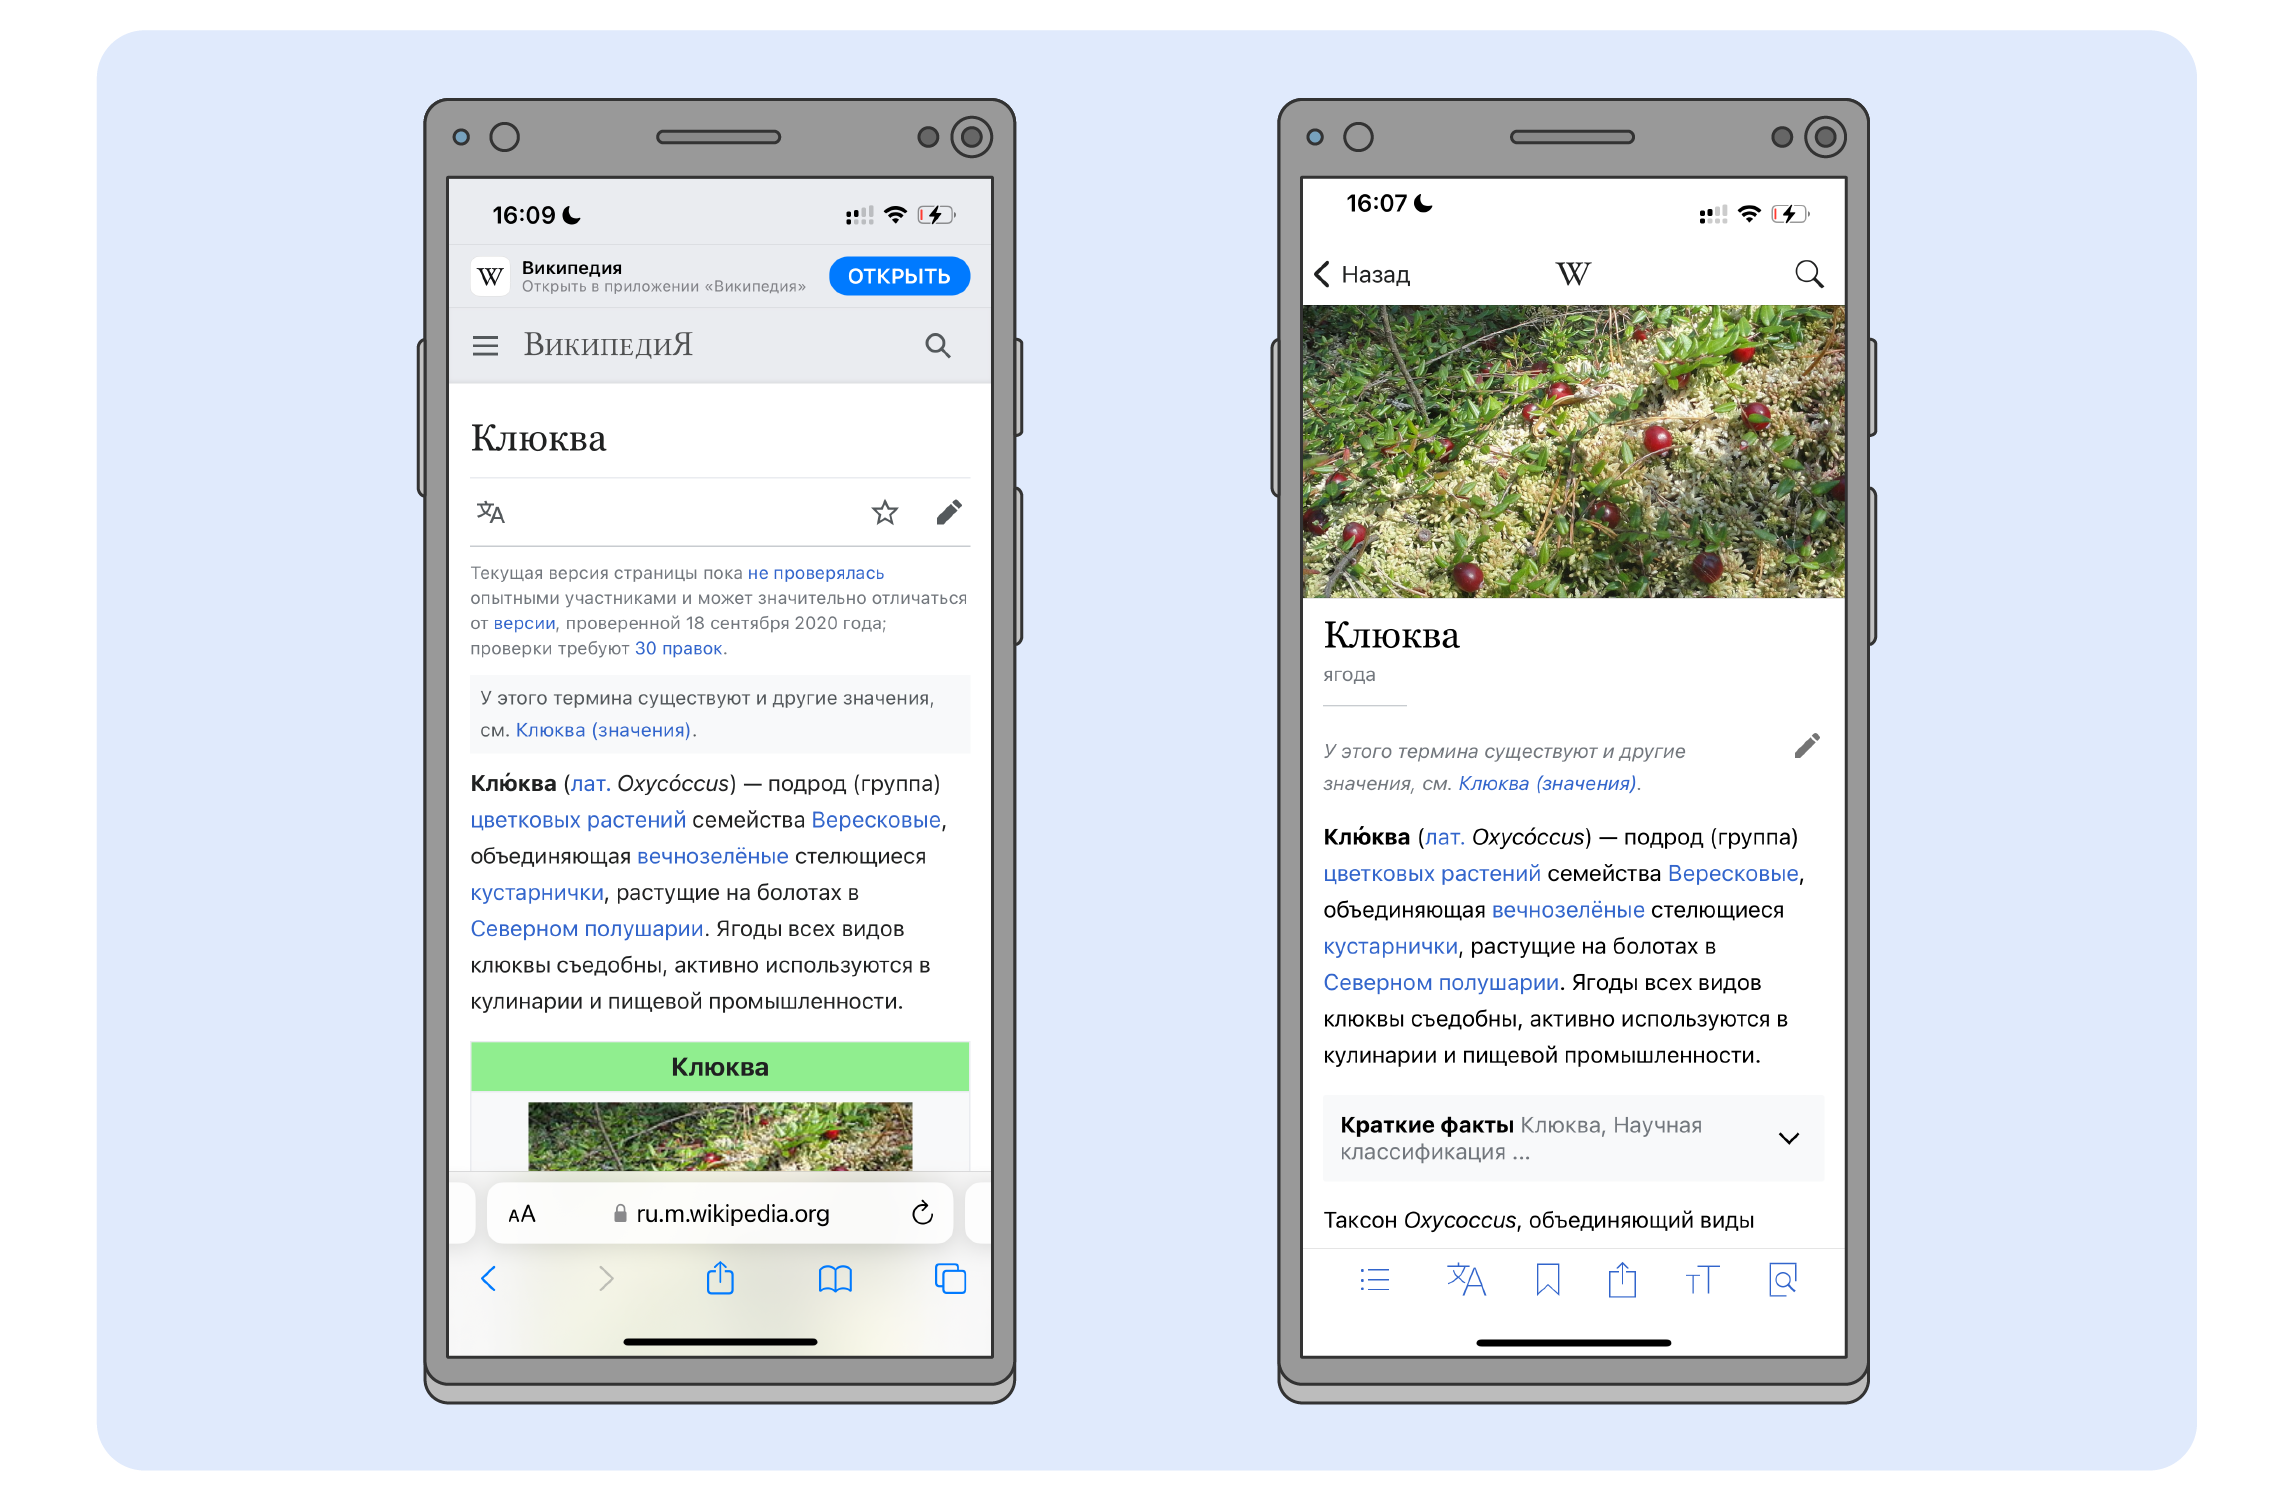 16:09
W
Википедия
Открыть в приложении «Википедия»
ОТКРЫТЬ
ВикипедиЯ
Клюква
文A
Текущая версия страницы пока не проверялась
опытными участниками и может значительно отличаться
от версии, проверенной 18 сентября 2020 года;
проверки требуют 30 правок.
У этого термина существуют и другие значения,
см. Клюква (значения).
Клю́ква (лат. Oxycóccus) — подрод (группа)
цветковых растений семейства Вересковые,
объединяющая вечнозелёные стелющиеся
кустарнички, растущие на болотах в
Северном полушарии. Ягоды всех видов
клюквы съедобны, активно используются в
кулинарии и пищевой промышленности.
Клюква
AA
ru.m.wikipedia.org
16:07
Назад
W
Клюква
ягода
У этого термина существуют и другие
значения, см. Клюква (значения).
Клю́ква (лат. Oxycóccus) — подрод (группа)
цветковых растений семейства Вересковые,
объединяющая вечнозелёные стелющиеся
кустарнички, растущие на болотах в
Северном полушарии. Ягоды всех видов
клюквы съедобны, активно используются в
кулинарии и пищевой промышленности.
Краткие факты Клюква, Научная
классификация ...
Таксон Oxycoccus, объединяющий виды
文A
TT